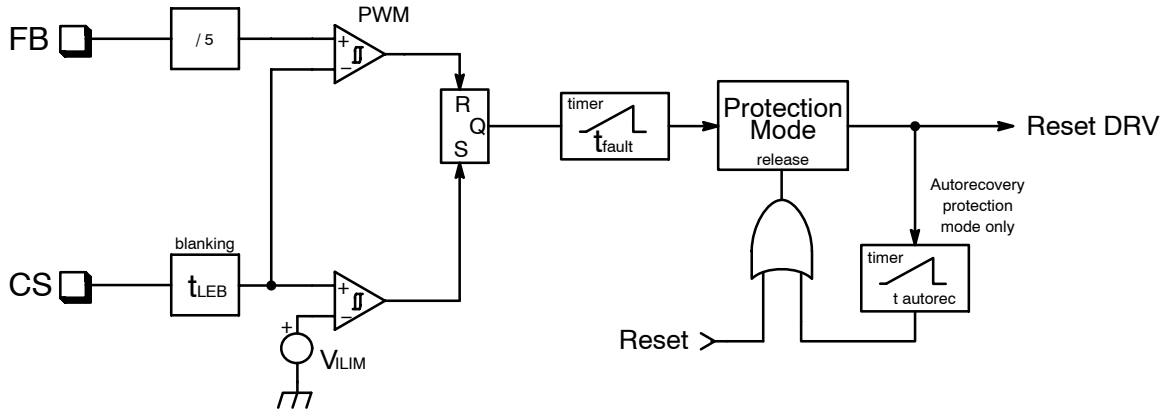 PWM
FB
/ 5
+
−
R
Q
S
timer
tfault
Protection
Mode
release
Reset DRV
Autorecovery
protection
mode only
blanking
CS
tLEB
+
−
+
VILIM
timer
t autorec
Reset